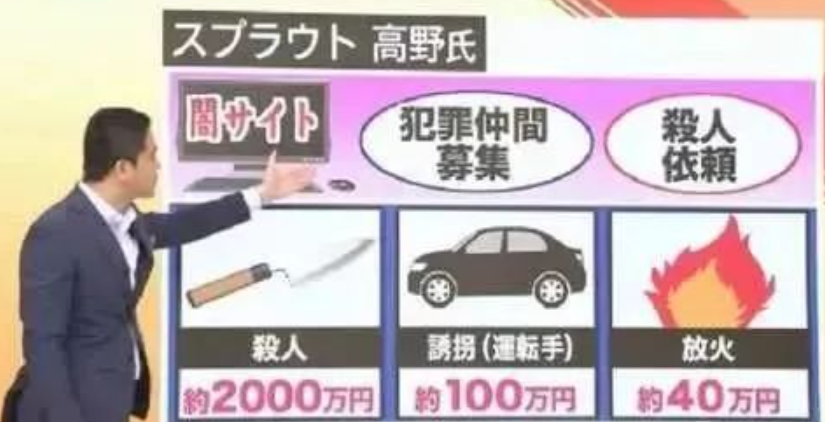 スプラウト 高野氏
闇サイト
犯罪仲間
募集
殺人
依頼
殺人
誘拐(運転手)
放火
約2000万円
約100万円
約40万円